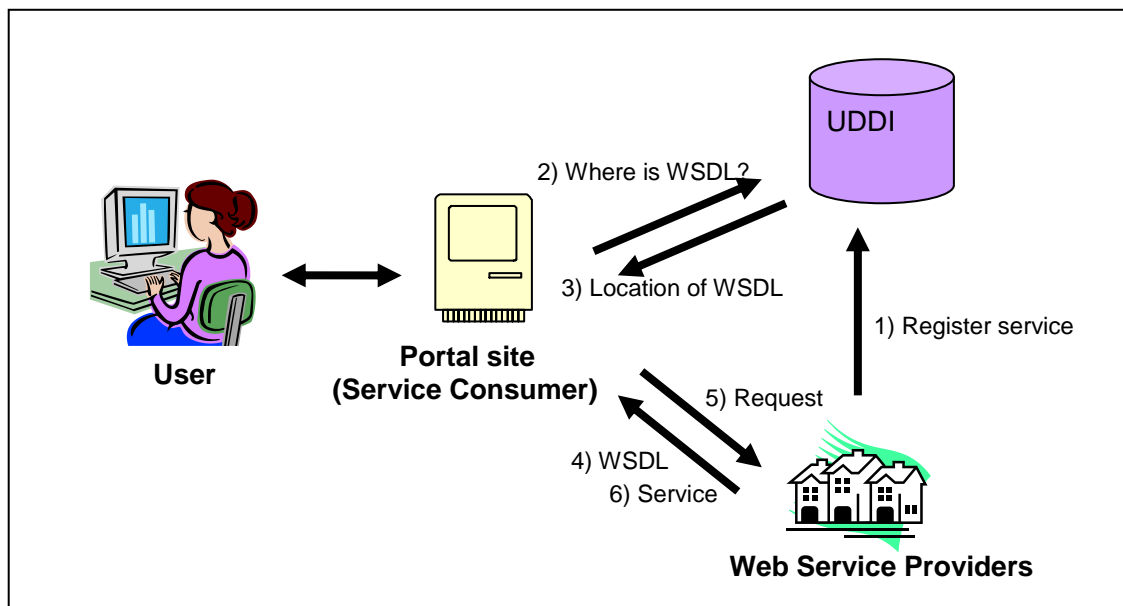 UDDI
2) Where is WSDL?
3) Location of WSDL
1) Register service
User
Portal site
(Service Consumer)
5) Request
4) WSDL
6) Service
Web Service Providers